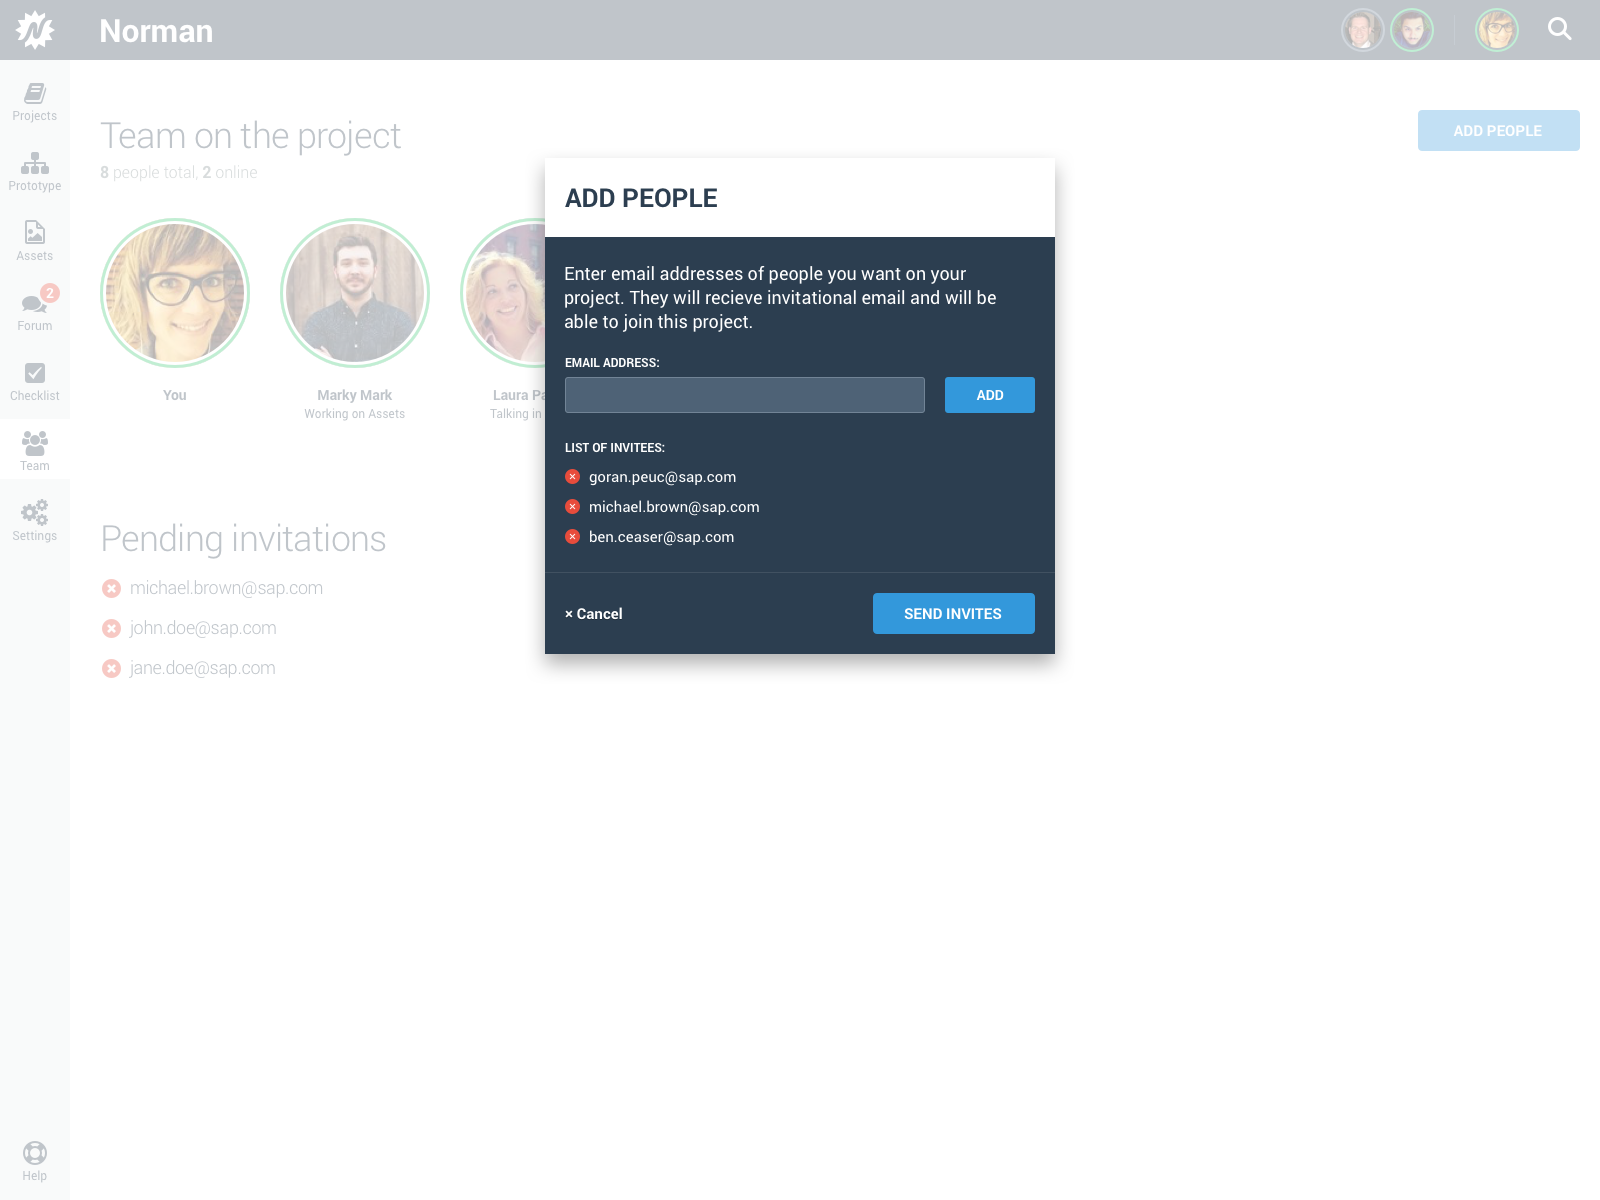 Norman
Projects
Prototype
Assets
2
Forum
Checklist
Team
Settings
Help
Team on the project
8 people total, 2 online
ADD PEOPLE
You
Marky Mark
Working on Assets
Laura
Talking in
Pending invitations
michael.brown@sap.com
john.doe@sap.com
jane.doe@sap.com
ADD PEOPLE
Enter email addresses of people you want on your
project. They will recieve invitational email and will be
able to join this project.
EMAIL ADDRESS:
ADD
LIST OF INVITEES:
goran.peuc@sap.com
michael.brown@sap.com
ben.ceaser@sap.com
× Cancel
SEND INVITES